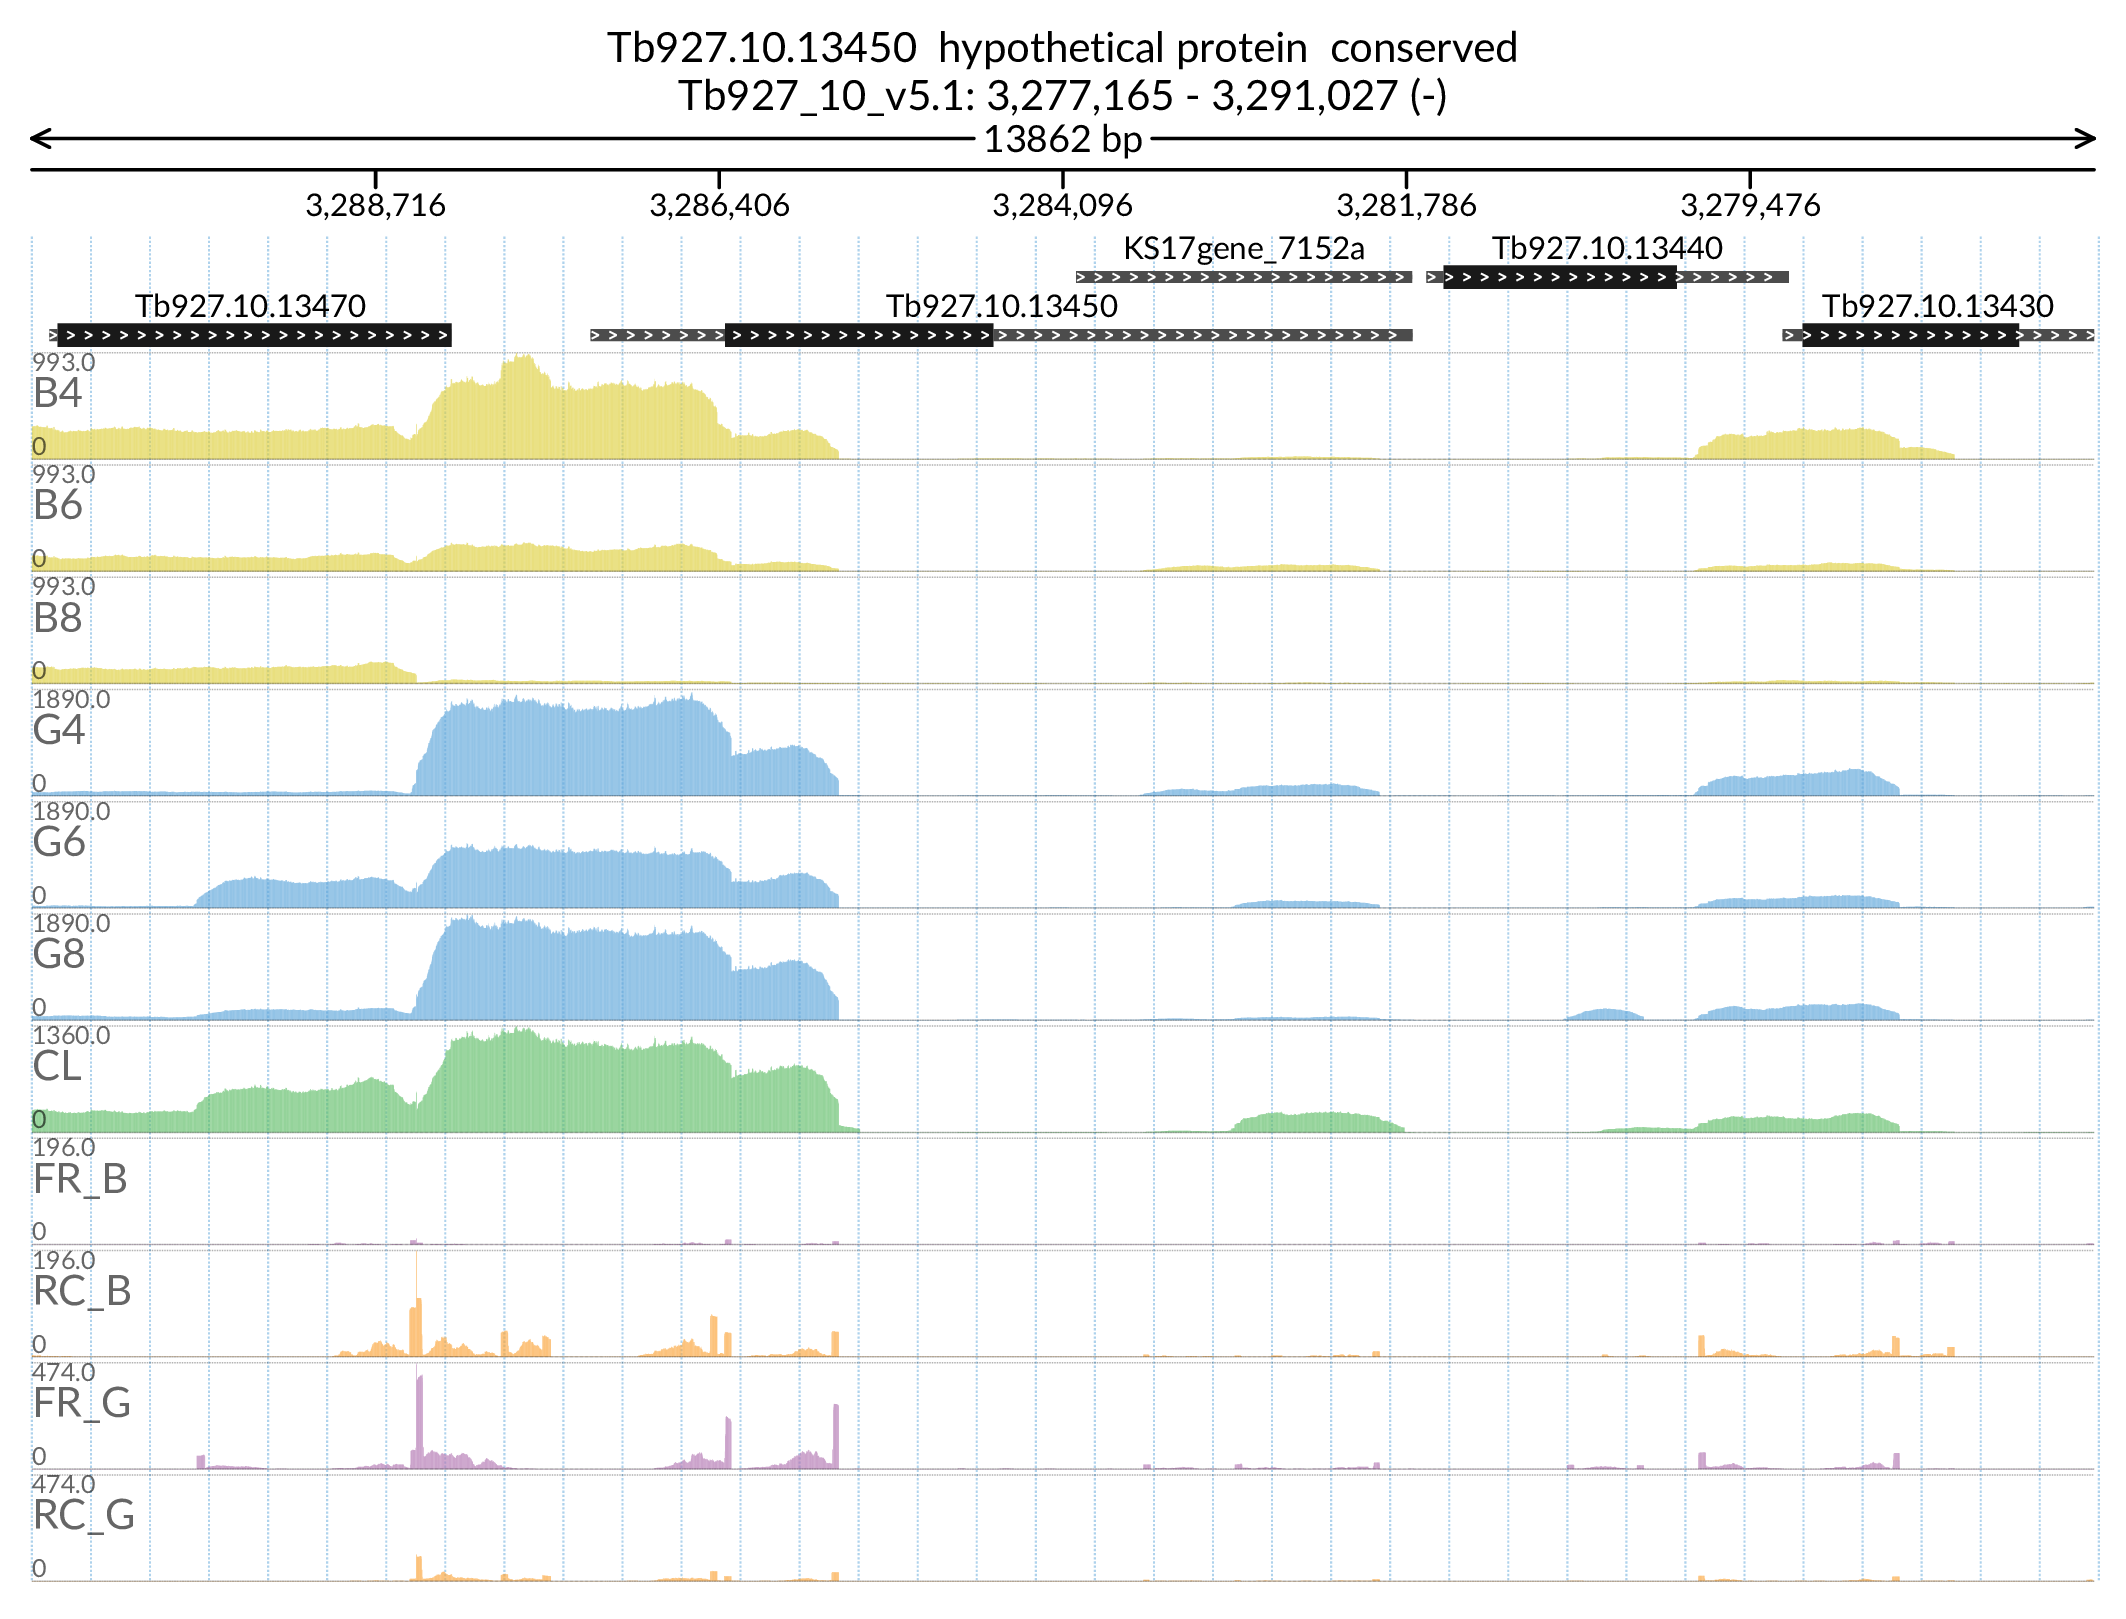 Tb927.10.13450 hypothetical protein conserved
Tb927_10_v5.1: 3,277,165 - 3,291,027 (-)
13862 bp
3,288,716 3,286,406 3,284,096 3,281,786 3,279,476
KS17gene_7152a Tb927.10.13440
Tb927.10.13470 Tb927.10.13450 Tb927.10.13430
993.0
B4
0
993.0
B6
0
993.0
B8
0
1890.0
G4
0
1890.0
G6
0
1890.0
G8
0
1360.0
CL
0
196.0
FR_B
0
196.0
RC_B
0
474.0
FR_G
0
474.0
RC_G
0